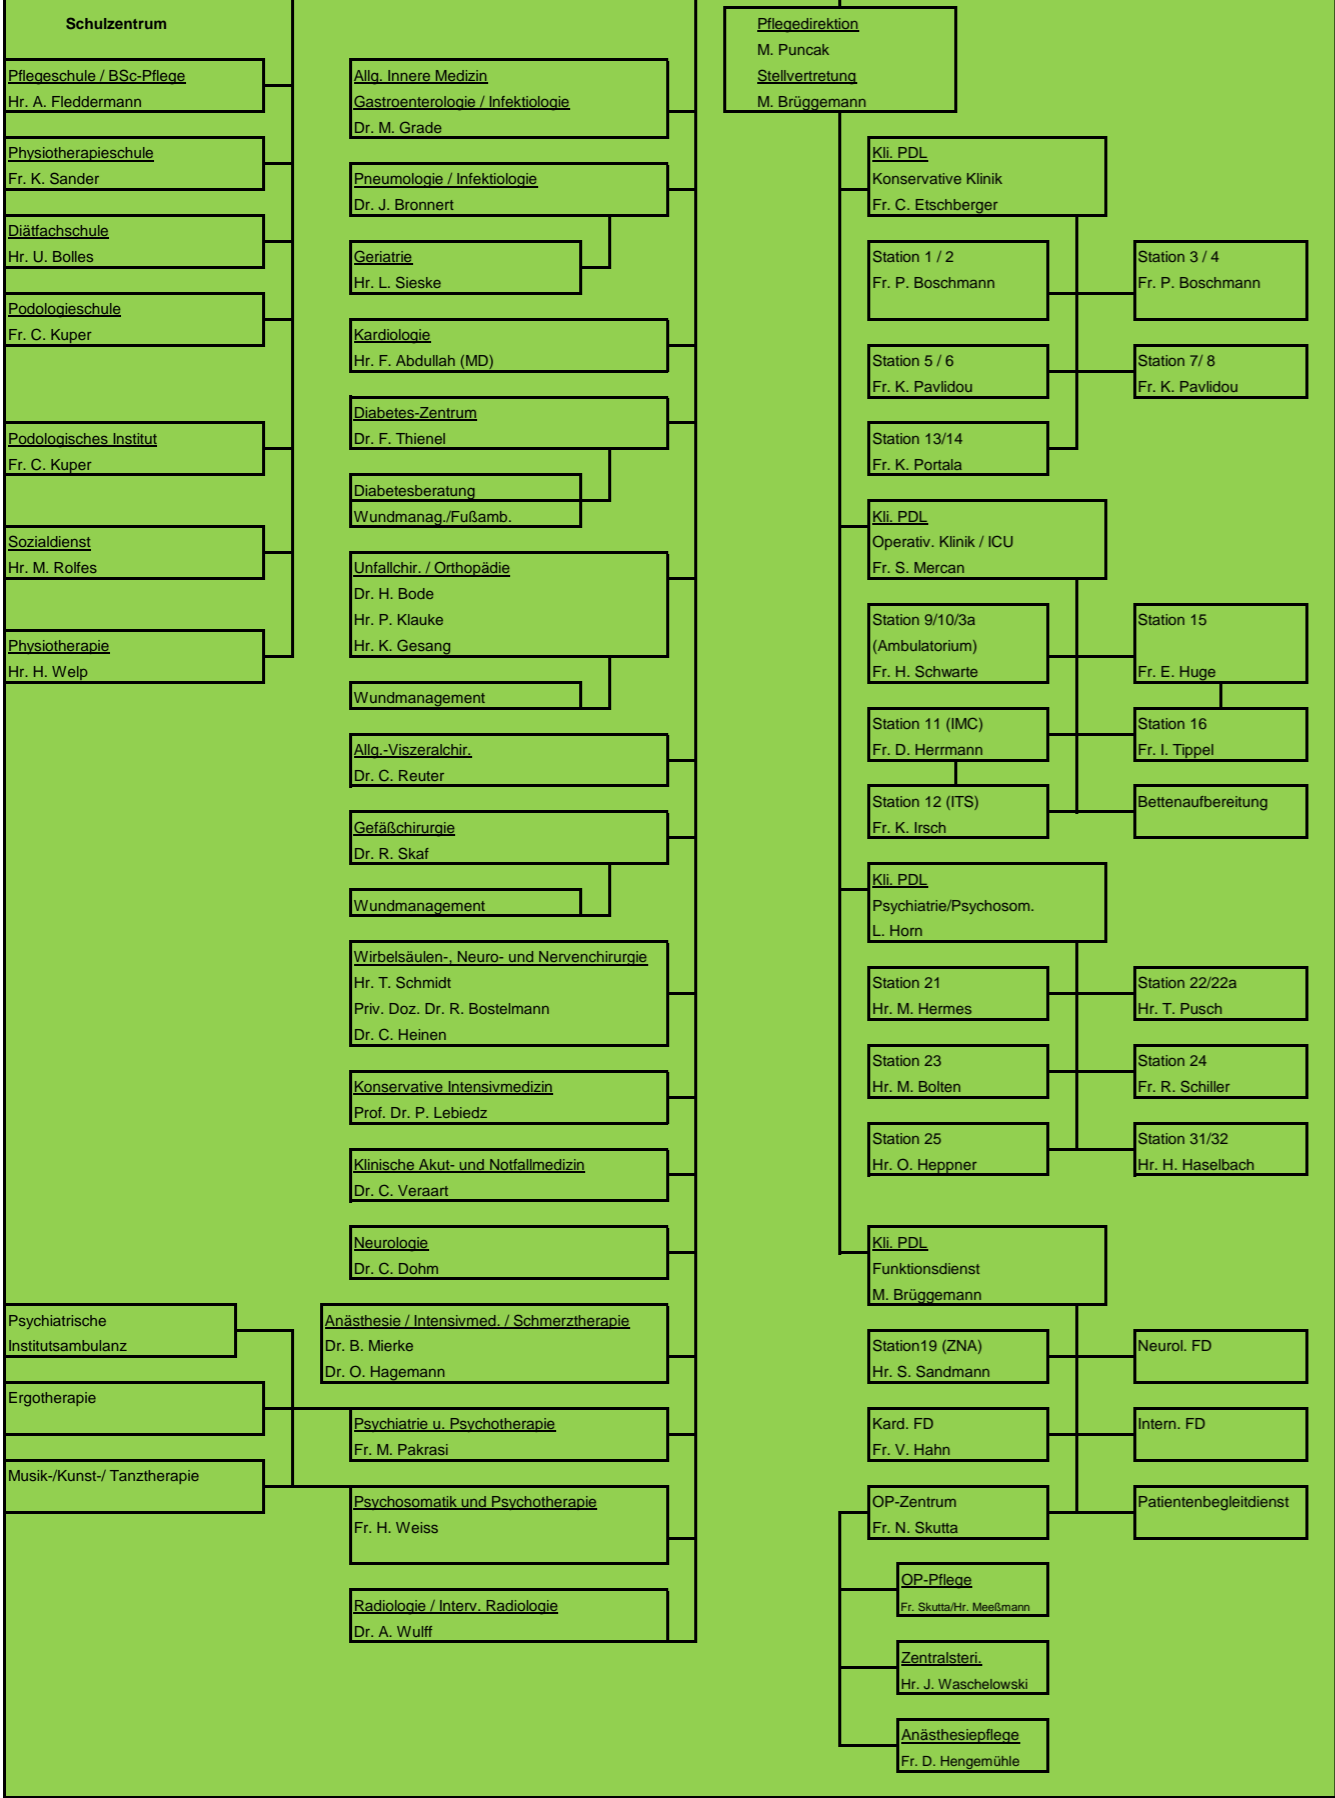 Schulzentrum
Pflegeschule / BSc-Pflege
Hr. A. Fleddermann
Physiotherapieschule
Fr. K. Sander
Diätfachschule
Hr. U. Bolles
Podologieschule
Fr. C. Kuper
Podologisches Institut
Fr. C. Kuper
Sozialdienst
Hr. M. Rolfes
Physiotherapie
Hr. H. Welp
Psychiatrische
Institutsambulanz
Ergotherapie
Musik-/Kunst-/ Tanztherapie
Allg. Innere Medizin
Gastroenterologie / Infektiologie
Dr. M. Grade
Pneumologie / Infektiologie
Dr. J. Bronnert
Geriatrie
Hr. L. Sieske
Kardiologie
Hr. F. Abdullah (MD)
Diabetes-Zentrum
Dr. F. Thienel
Diabetesberatung
Wundmanag./Fußamb.
Unfallchir. / Orthopädie
Dr. H. Bode
Hr. P. Klauke
Hr. K. Gesang
Wundmanagement
Allg.-Viszeralchir.
Dr. C. Reuter
Gefäßchirurgie
Dr. R. Skaf
Wundmanagement
Wirbelsäulen-, Neuro- und Nervenchirurgie
Hr. T. Schmidt
Priv. Doz. Dr. R. Bostelmann
Dr. C. Heinen
Konservative Intensivmedizin
Prof. Dr. P. Lebiedz
Klinische Akut- und Notfallmedizin
Dr. C. Veraart
Neurologie
Dr. C. Dohm
Anästhesie / Intensivmed. / Schmerztherapie
Dr. B. Mierke
Dr. O. Hagemann
Psychiatrie u. Psychotherapie
Fr. M. Pakrasi
Psychosomatik und Psychotherapie
Fr. H. Weiss
Radiologie / Interv. Radiologie
Dr. A. Wulff
Pflegedirektion
M. Puncak
Stellvertretung
M. Brüggemann
Kli. PDL
Konservative Klinik
Fr. C. Etschberger
Station 1 / 2
Fr. P. Boschmann
Station 3 / 4
Fr. P. Boschmann
Station 5 / 6
Fr. K. Pavlidou
Station 7/ 8
Fr. K. Pavlidou
Station 13/14
Fr. K. Portala
Kli. PDL
Operativ. Klinik / ICU
Fr. S. Mercan
Station 9/10/3a
(Ambulatorium)
Fr. H. Schwarte
Station 15
Fr. E. Huge
Station 11 (IMC)
Fr. D. Herrmann
Station 16
Fr. I. Tippel
Station 12 (ITS)
Fr. K. Irsch
Bettenaufbereitung
Kli. PDL
Psychiatrie/Psychosom.
L. Horn
Station 21
Hr. M. Hermes
Station 22/22a
Hr. T. Pusch
Station 23
Hr. M. Bolten
Station 24
Fr. R. Schiller
Station 25
Hr. O. Heppner
Station 31/32
Hr. H. Haselbach
Kli. PDL
Funktionsdienst
M. Brüggemann
Station19 (ZNA)
Hr. S. Sandmann
Neurol. FD
Kard. FD
Fr. V. Hahn
Intern. FD
OP-Zentrum
Fr. N. Skutta
Patientenbegleitdienst
OP-Pflege
Fr. Skutta/Hr. Meeßmann
Zentralsteri.
Hr. J. Waschelowski
Anästhesiepflege
Fr. D. Hengemühle